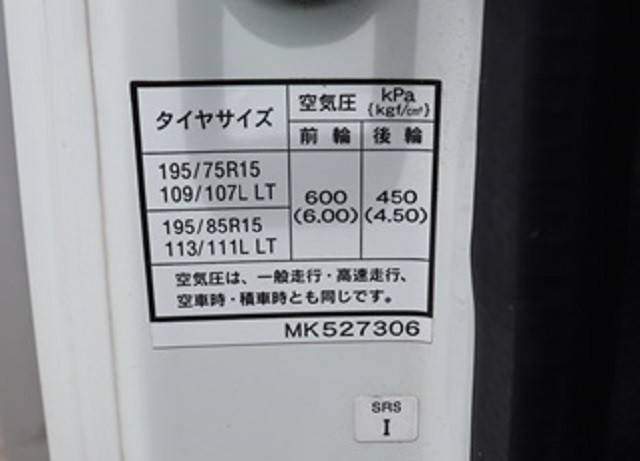 タイヤサイズ 空気圧 kPa {kgf/c㎡}
前輪 後輪
195/75R15
109/107L LT
600 450
(6.00) (4.50)
195/85R15
113/111L LT
空気圧は、一般走行・高速走行、
空車時・積車時とも同じです。
MK527306
SRS
I